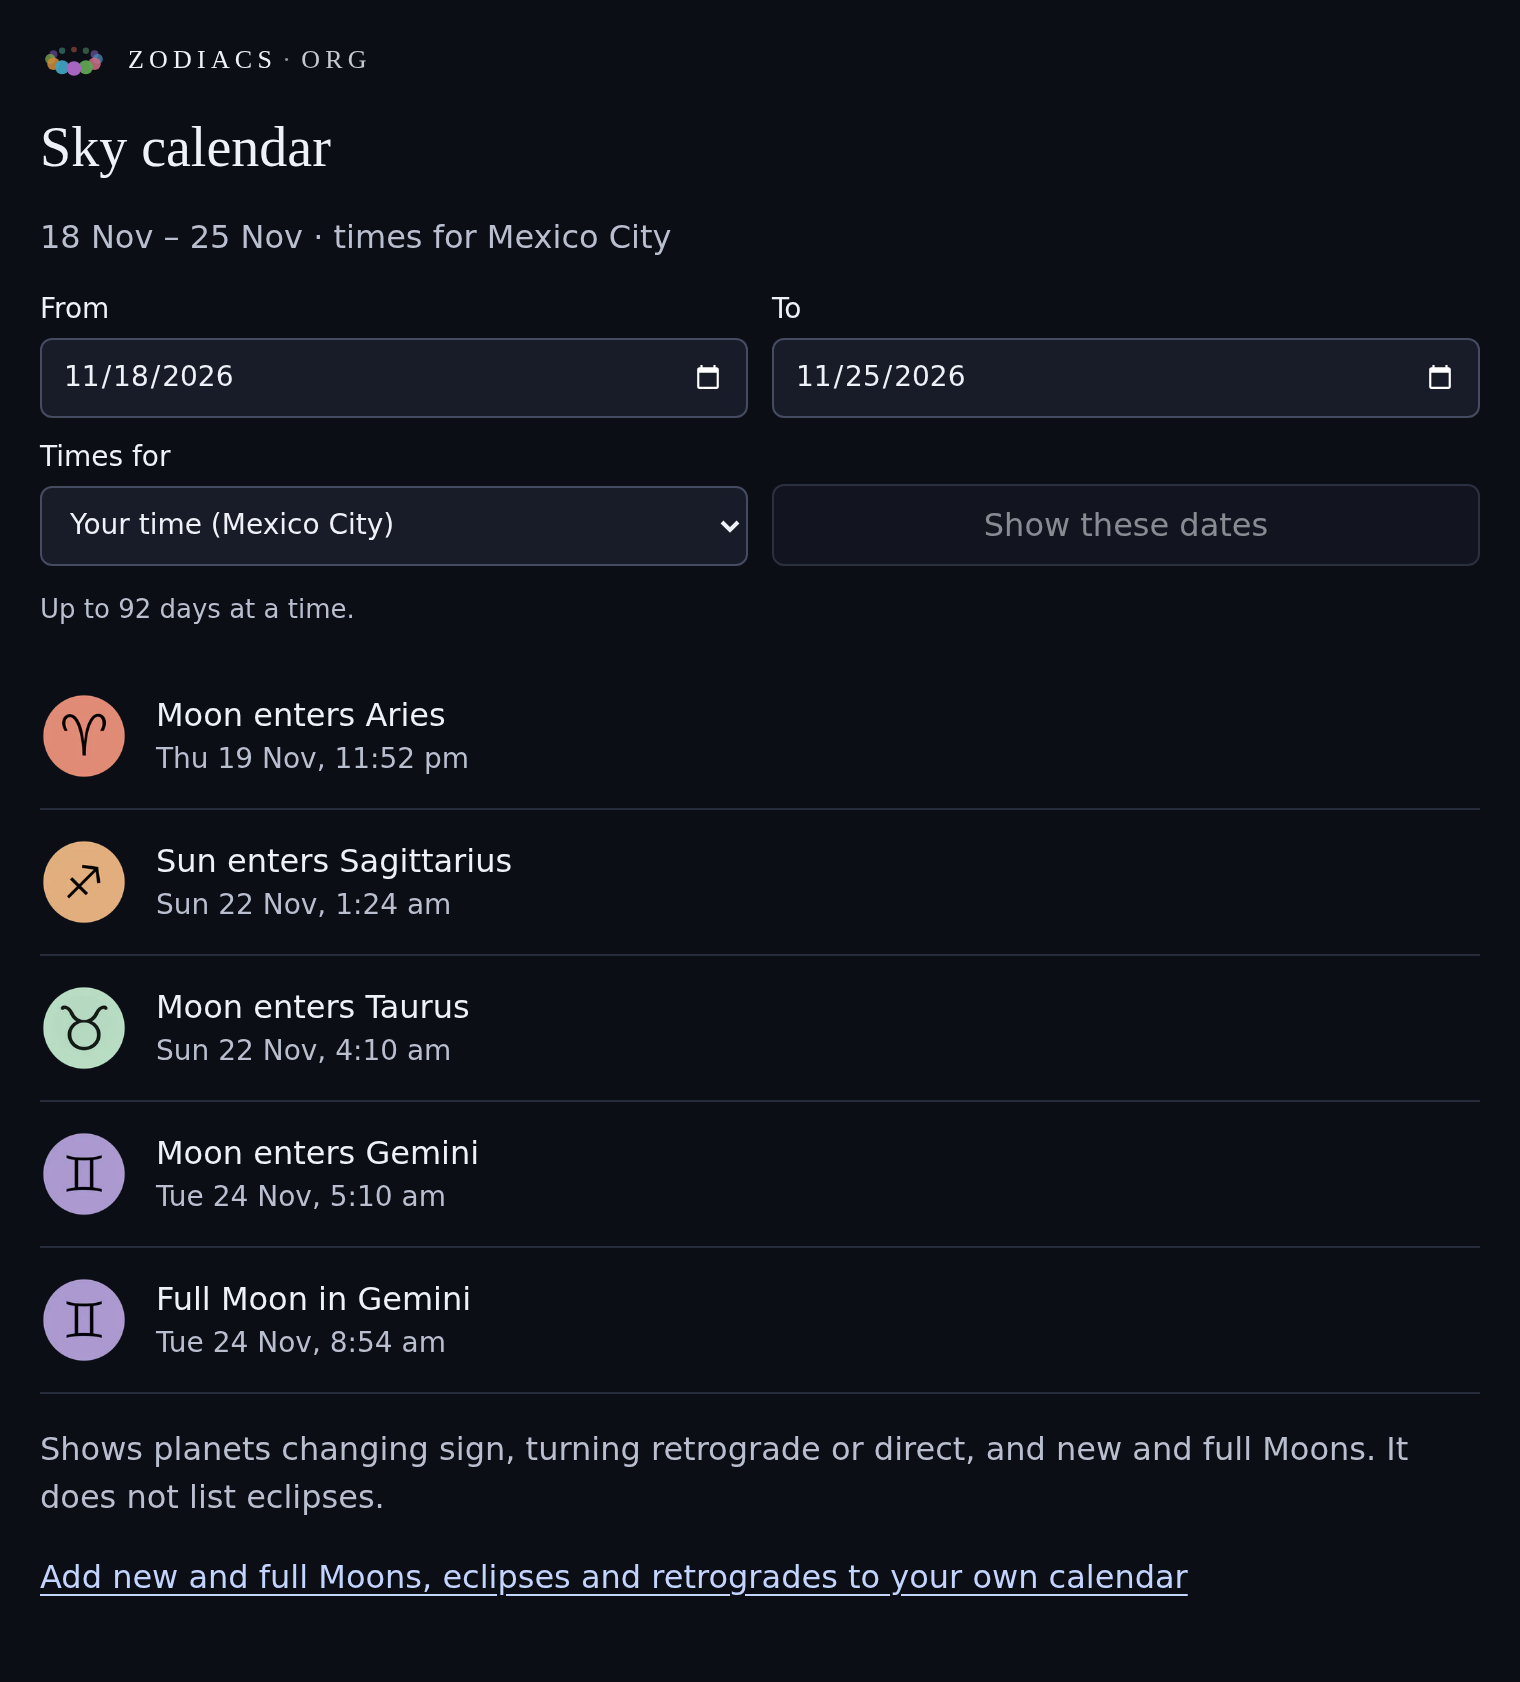 ZODIACS · ORG
Sky calendar
18 Nov – 25 Nov · times for Mexico City
From
To
11/18/2026
11/25/2026
Times for
Your time (Mexico City)
Show these dates
Up to 92 days at a time.
Moon enters Aries
Thu 19 Nov, 11:52 pm
Sun enters Sagittarius
Sun 22 Nov, 1:24 am
Moon enters Taurus
Sun 22 Nov, 4:10 am
Moon enters Gemini
Tue 24 Nov, 5:10 am
Full Moon in Gemini
Tue 24 Nov, 8:54 am
Shows planets changing sign, turning retrograde or direct, and new and full Moons. It
does not list eclipses.
Add new and full Moons, eclipses and retrogrades to your own calendar